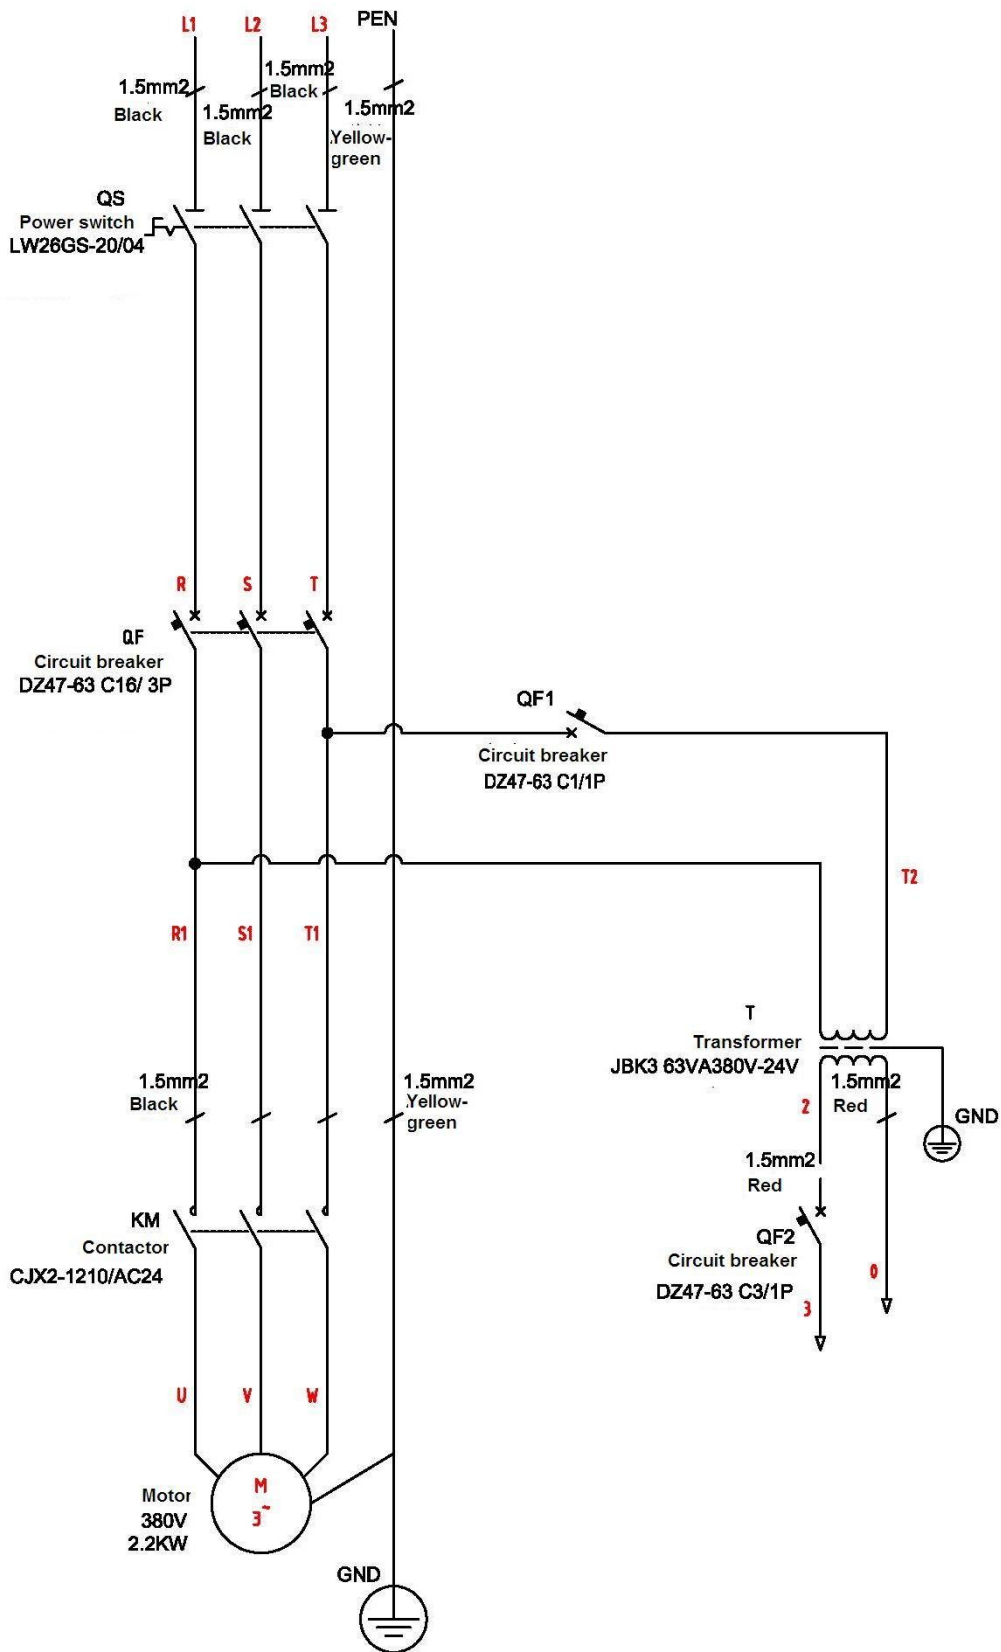 L1
L2
L3
PEN
1.5mm2
Black
1.5mm2
Black
1.5mm2
Black
1.5mm2
Yellow-
green
QS
Power switch
LW26GS-20/04
R
S
T
QF
Circuit breaker
DZ47-63 C16/ 3P
QF1
Circuit breaker
DZ47-63 C1/1P
T2
R1
S1
T1
T
Transformer
JBK3 63VA380V-24V
1.5mm2
Black
1.5mm2
Yellow-
green
1.5mm2
Red
2
GND
1.5mm2
Red
KM
Contactor
CJX2-1210/AC24
QF2
Circuit breaker
DZ47-63 C3/1P
0
3
U
V
W
M
3~
Motor
380V
2.2KW
GND